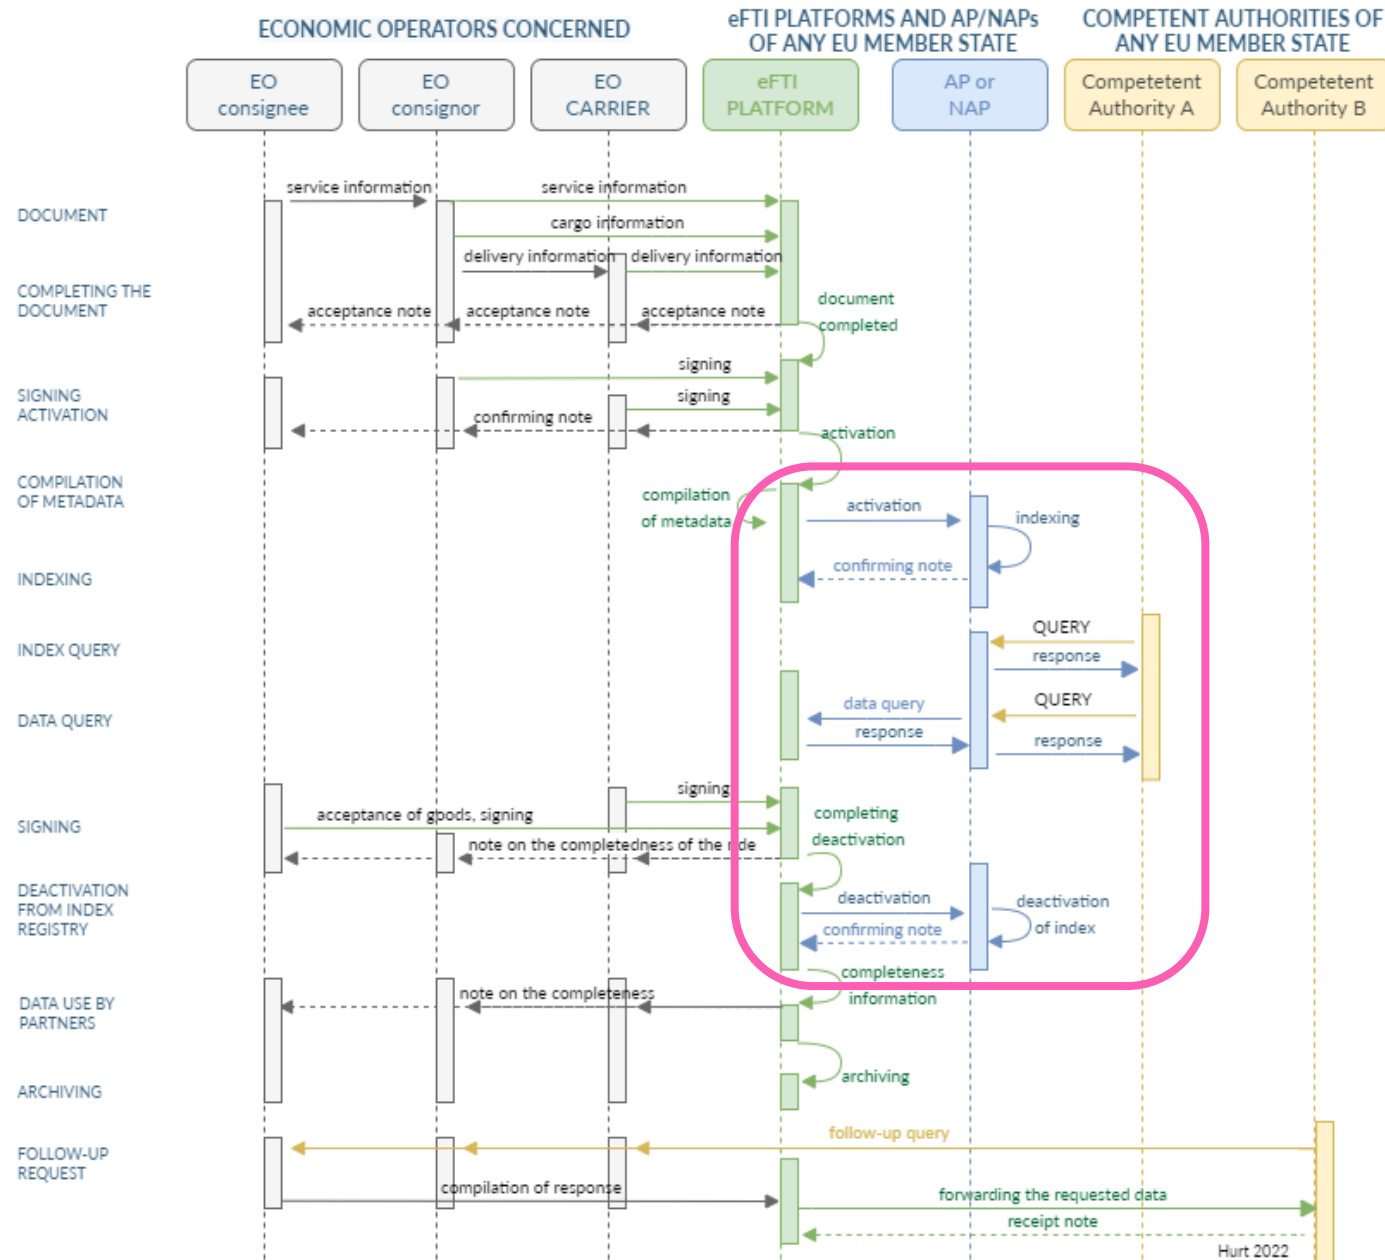 ECONOMIC OPERATORS CONCERNED
eFTI PLATFORMS AND AP/NAPs
OF ANY EU MEMBER STATE
COMPETENT AUTHORITIES OF
ANY EU MEMBER STATE
EO
consignee
EO
consignor
EO
CARRIER
eFTI
PLATFORM
AP or
NAP
Competetent
Authority A
Competetent
Authority B
DOCUMENT
service information
service information
cargo information
delivery information
delivery information
COMPLETING THE
DOCUMENT
acceptance note
acceptance note
acceptance note
document
completed
SIGNING
ACTIVATION
signing
signing
confirming note
activation
COMPILATION
OF METADATA
compilation
of metadata
activation
indexing
INDEXING
confirming note
INDEX QUERY
QUERY
response
DATA QUERY
data query
QUERY
response
response
SIGNING
signing
acceptance of goods, signing
note on the completedness of the ride
completing
deactivation
DEACTIVATION
FROM INDEX
REGISTRY
deactivation
confirming note
deactivation
of index
DATA USE BY
PARTNERS
note on the completeness
completeness
information
ARCHIVING
archiving
FOLLOW-UP
REQUEST
follow-up query
compilation of response
forwarding the requested data
receipt note
Hurt 2022